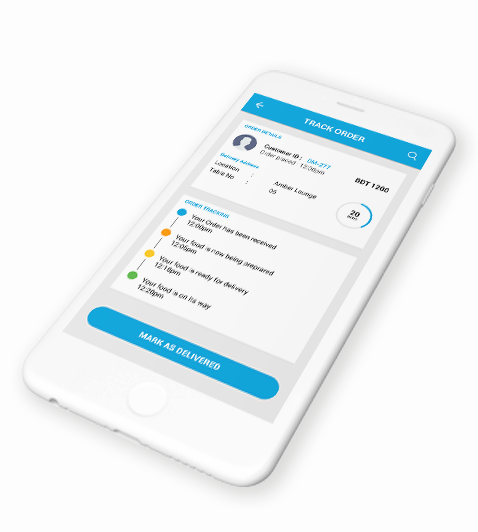 TRACK ORDER
ORDER DETAILS
Customer ID : DM-277
Order placed : 12:00pm
BDT 1200
Delivery Address
Location : Amber Lounge
Table No : 05
20
ORDER TRACKING
Your Order has been received
12:00pm
Your food is now being prepared
12:05pm
Your food is ready for delivery
12:18pm
Your food is on its way
12:20pm
MARK AS DELIVERED